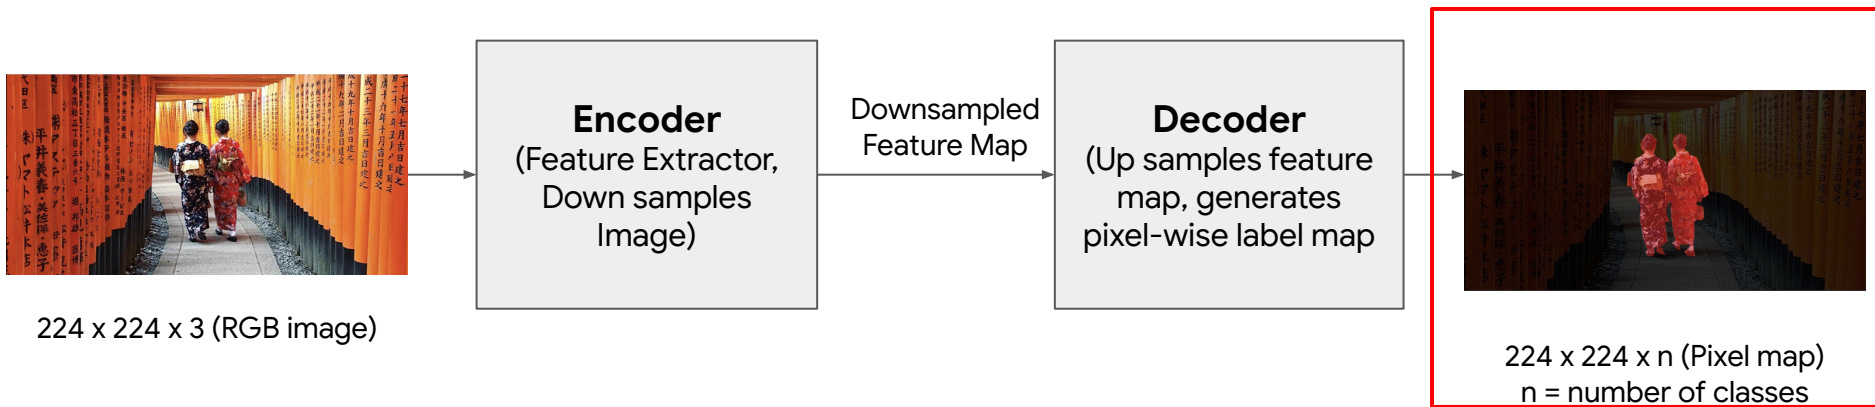 224 x 224 x 3 (RGB image)
Encoder
(Feature Extractor,
Down samples
Image)
Downsampled
Feature Map
Decoder
(Up samples feature
map, generates
pixel-wise label map
224 x 224 x n (Pixel map)
n = number of classes